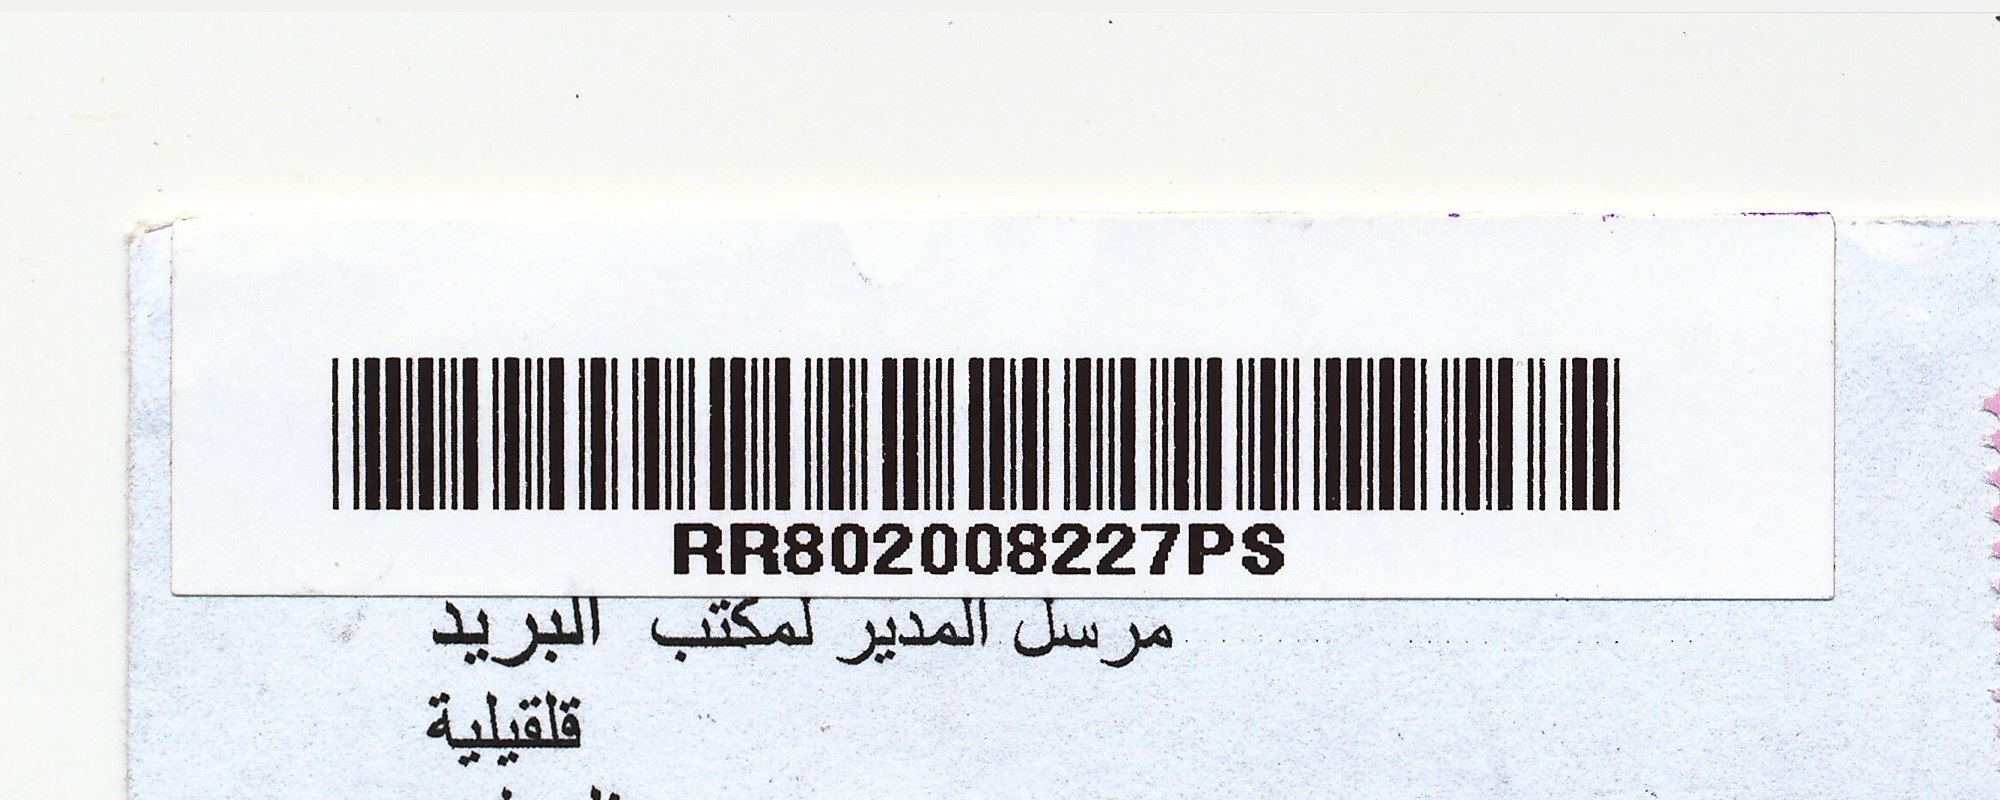 RR802008227PS
مرسل المدير لمكتب البريد
قلقيلية